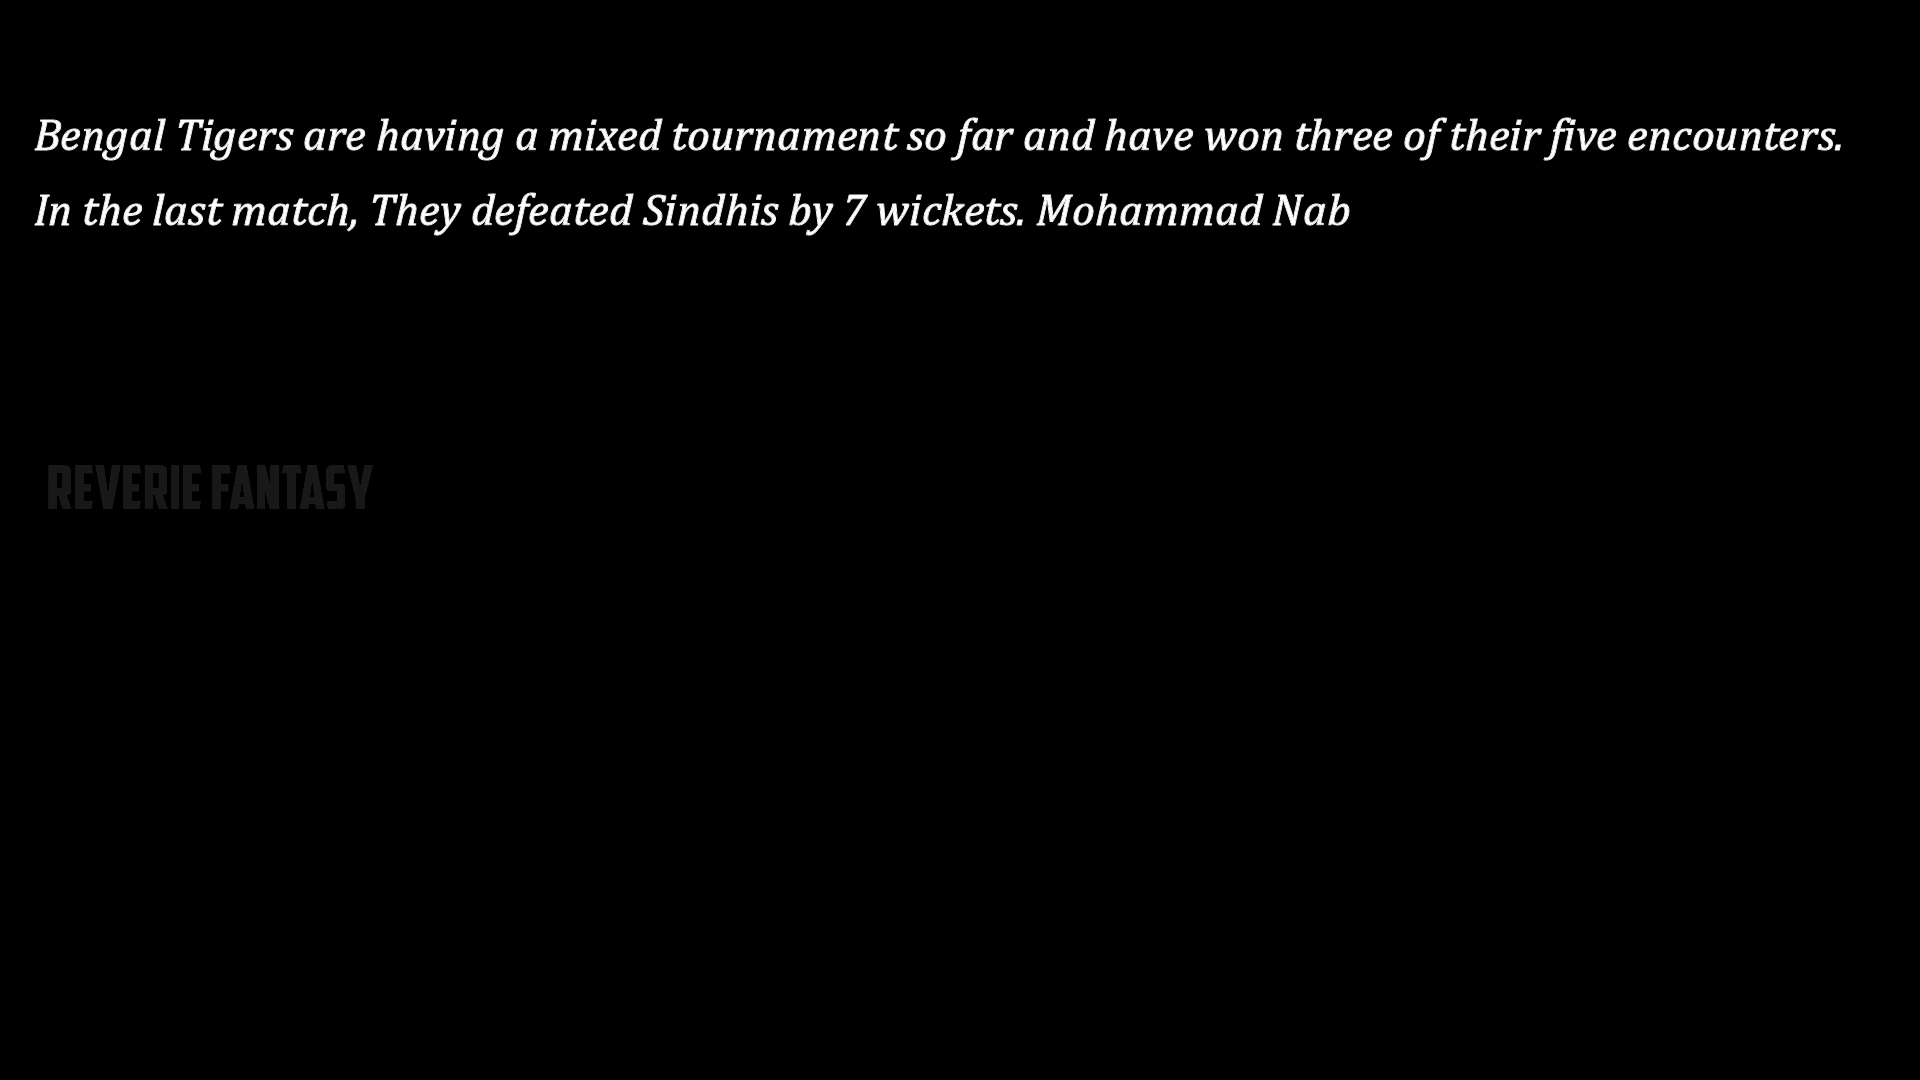 Bengal Tigers are having a mixed tournament so far and have won three of their five encounters.
In the last match, They defeated Sindhis by 7 wickets. Mohammad Nab
REVERIE FANTASY